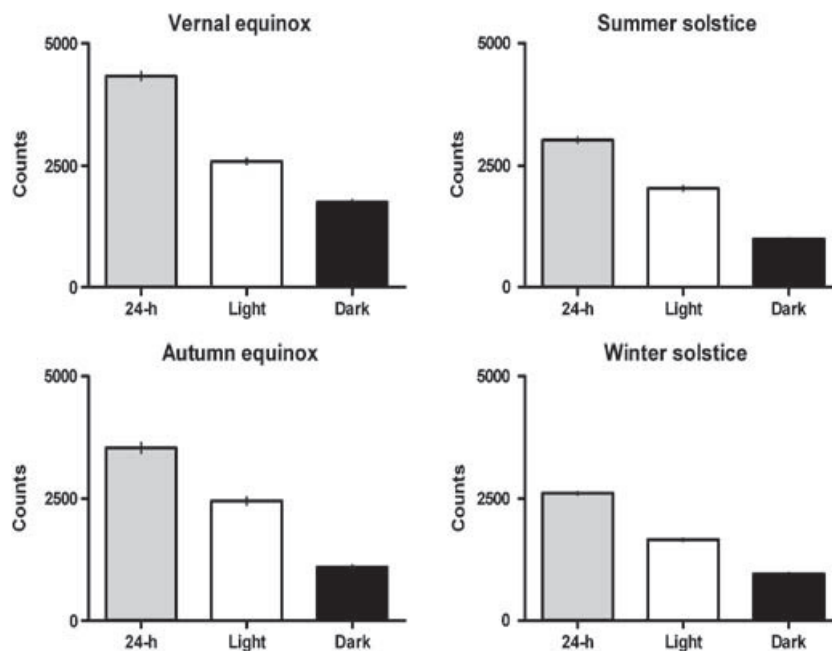 Vernal equinox
5000
Counts
2500
0
24-h Light Dark
Summer solstice
5000
Counts
2500
0
24-h Light Dark
Autumn equinox
5000
Counts
2500
0
24-h Light Dark
Winter solstice
5000
Counts
2500
0
24-h Light Dark